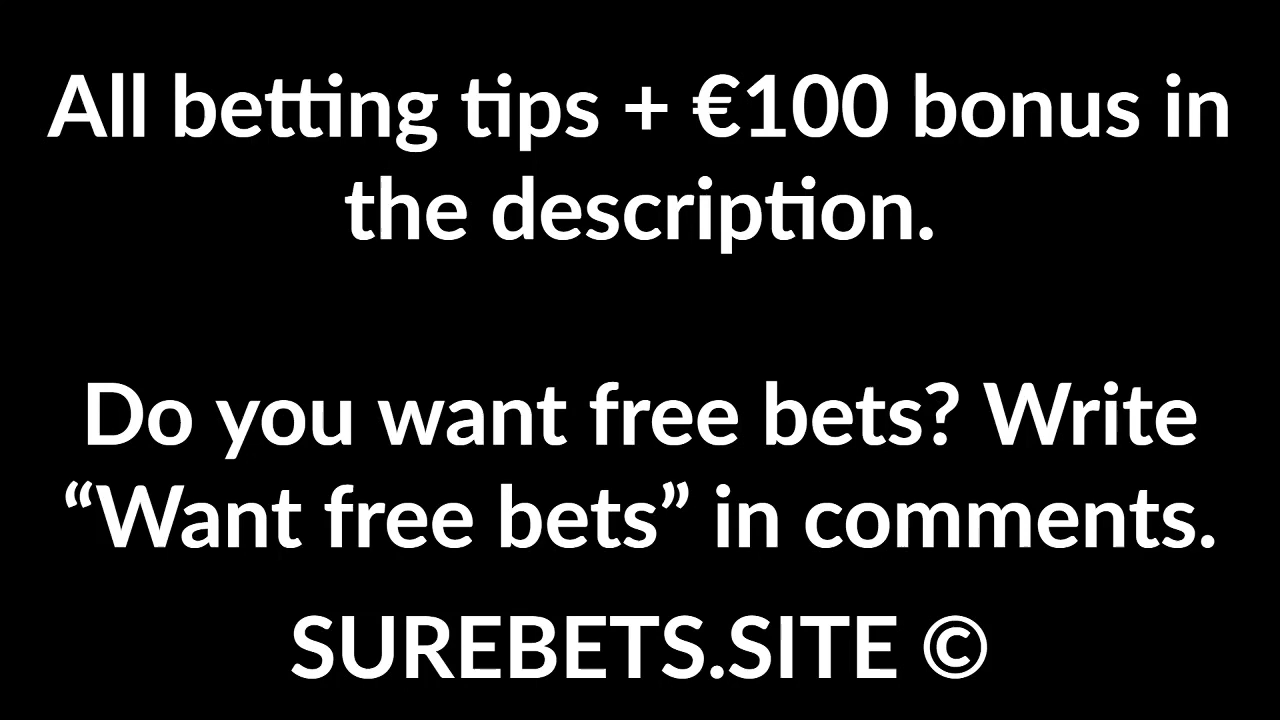 All betting tips + €100 bonus in
the description.
Do you want free bets? Write
“Want free bets” in comments.
SUREBETS.SITE ©